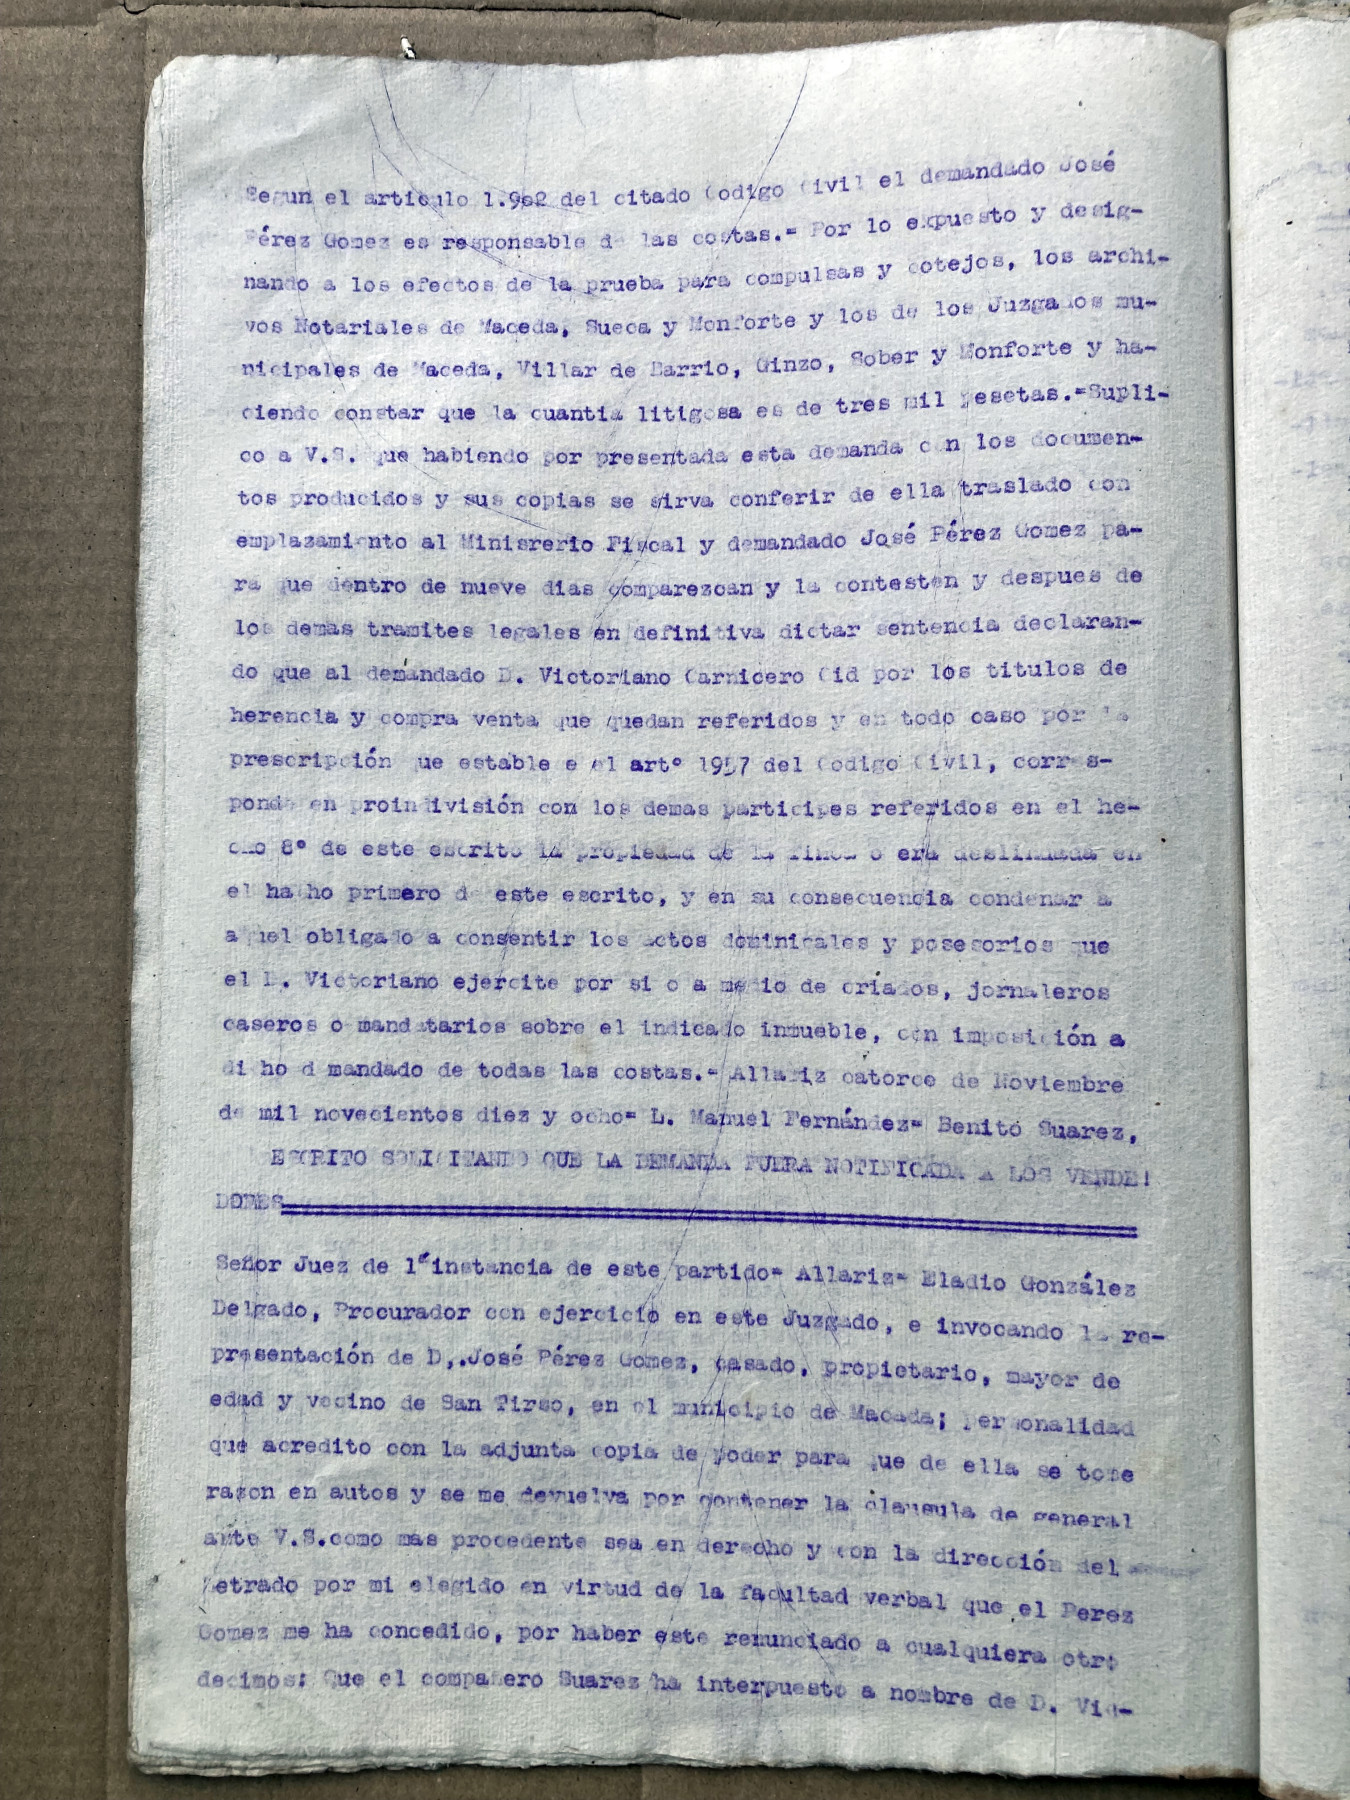 Segun el articulo 1.902 del citado Codigo Civil el demandado José
Pérez Gomez es responsable de las costas.= Por lo expuesto y desig-
nando a los efectos de la prueba para compulsas y cotejos, los archi-
vos Notariales de Maceda, Sueca y Monforte y los de los Juzgados mu-
nicipales de Maceda, Villar de Barrio, Ginzo, Sober y Monforte y ha-
ciendo constar que la cuantia litigosa es de tres mil pesetas.=Supli-
co a V.S. que habiendo por presentada esta demanda con los documen-
tos producidos y sus copias se sirva conferir de ella traslado con
emplazamiento al Minisrerio Fiscal y demandado José Pérez Gomez pa-
ra que dentro de nueve dias comparezcan y la contesten y despues de
los demas tramites legales en definitiva dictar sentencia declaran-
do que al demandado D. Victoriano Carnicero Cid por los titulos de
herencia y compra venta que quedan referidos y en todo caso por la
prescripción que establece el artº 1957 del Codigo Civil, corres-
ponde en proindivisión con los demas participes referidos en el he-
cho 8º de este escrito la propiedad de la finca o era deslindada en
el hacho primero de este escrito, y en su consecuencia condenar a
aquel obligado a consentir los actos dominicales y posesorios que
el D. Victoriano ejercite por si o a medio de criados, jornaleros
caseros o mandatarios sobre el indicado inmueble, con imposición a
dicho demandado de todas las costas.- Allariz catorce de Noviembre
de mil novecientos diez y ocho= L. Manuel Fernández= Benito Suarez,
ESCRITO SOLICITANDO QUE LA DEMANDA FUERA NOTIFICADA A LOS VENDE!
DORES
Señor Juez de 1ª instancia de este partido= Allaris= Eladio González
Delgado, Procurador con ejercicio en este Juzgado, e invocando la re-
presentación de D,.José Pérez Gomez, casado, propietario, mayor de
edad y vecino de San Tirso, en el municipio de Maceda; personalidad
que acredito con la adjunta copia de poder para que de ella se tome
razon en autos y se me devuelva por contener la clausula de general
ante V.S.como mas procedente sea en derecho y con la dirección del
Letrado por mi elegido en virtud de la facultad verbal que el Perez
Gomez me ha concedido, por haber este renunciado a cualquiera otro
decimos: Que el compañero Suarez ha interpuesto a nombre de D. Vic-